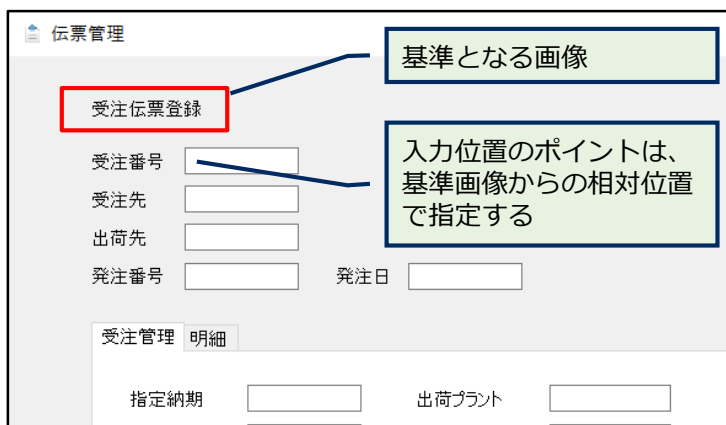 伝票管理
基準となる画像
受注伝票登録
受注番号
入力位置のポイントは、
基準画像からの相対位置
で指定する
受注先
出荷先
発注番号 発注日
受注管理 明細
指定納期 出荷プラント